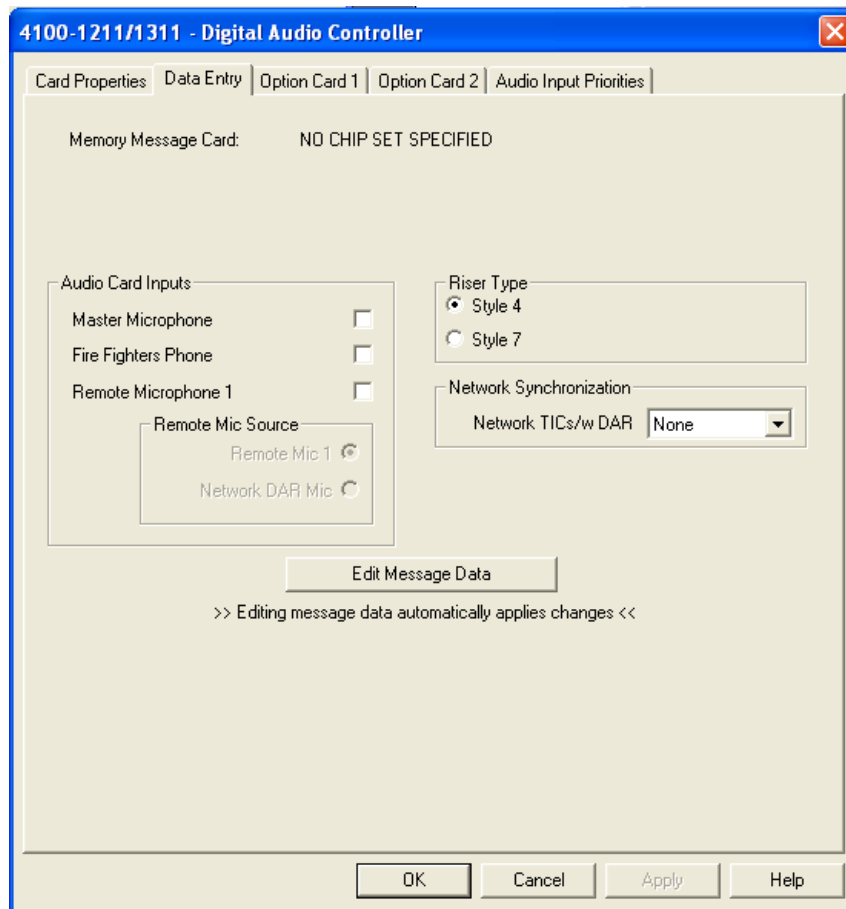 4100-1211/1311 - Digital Audio Controller
Card Properties Data Entry Option Card 1 Option Card 2 Audio Input Priorities
Memory Message Card: NO CHIP SET SPECIFIED
Audio Card Inputs
Master Microphone
Fire Fighters Phone
Remote Microphone 1
Remote Mic Source
Remote Mic 1
Network DAR Mic
Riser Type
Style 4
Style 7
Network Synchronization
Network TICs/w DAR None
Edit Message Data
>> Editing message data automatically applies changes <<
OK Cancel Apply Help